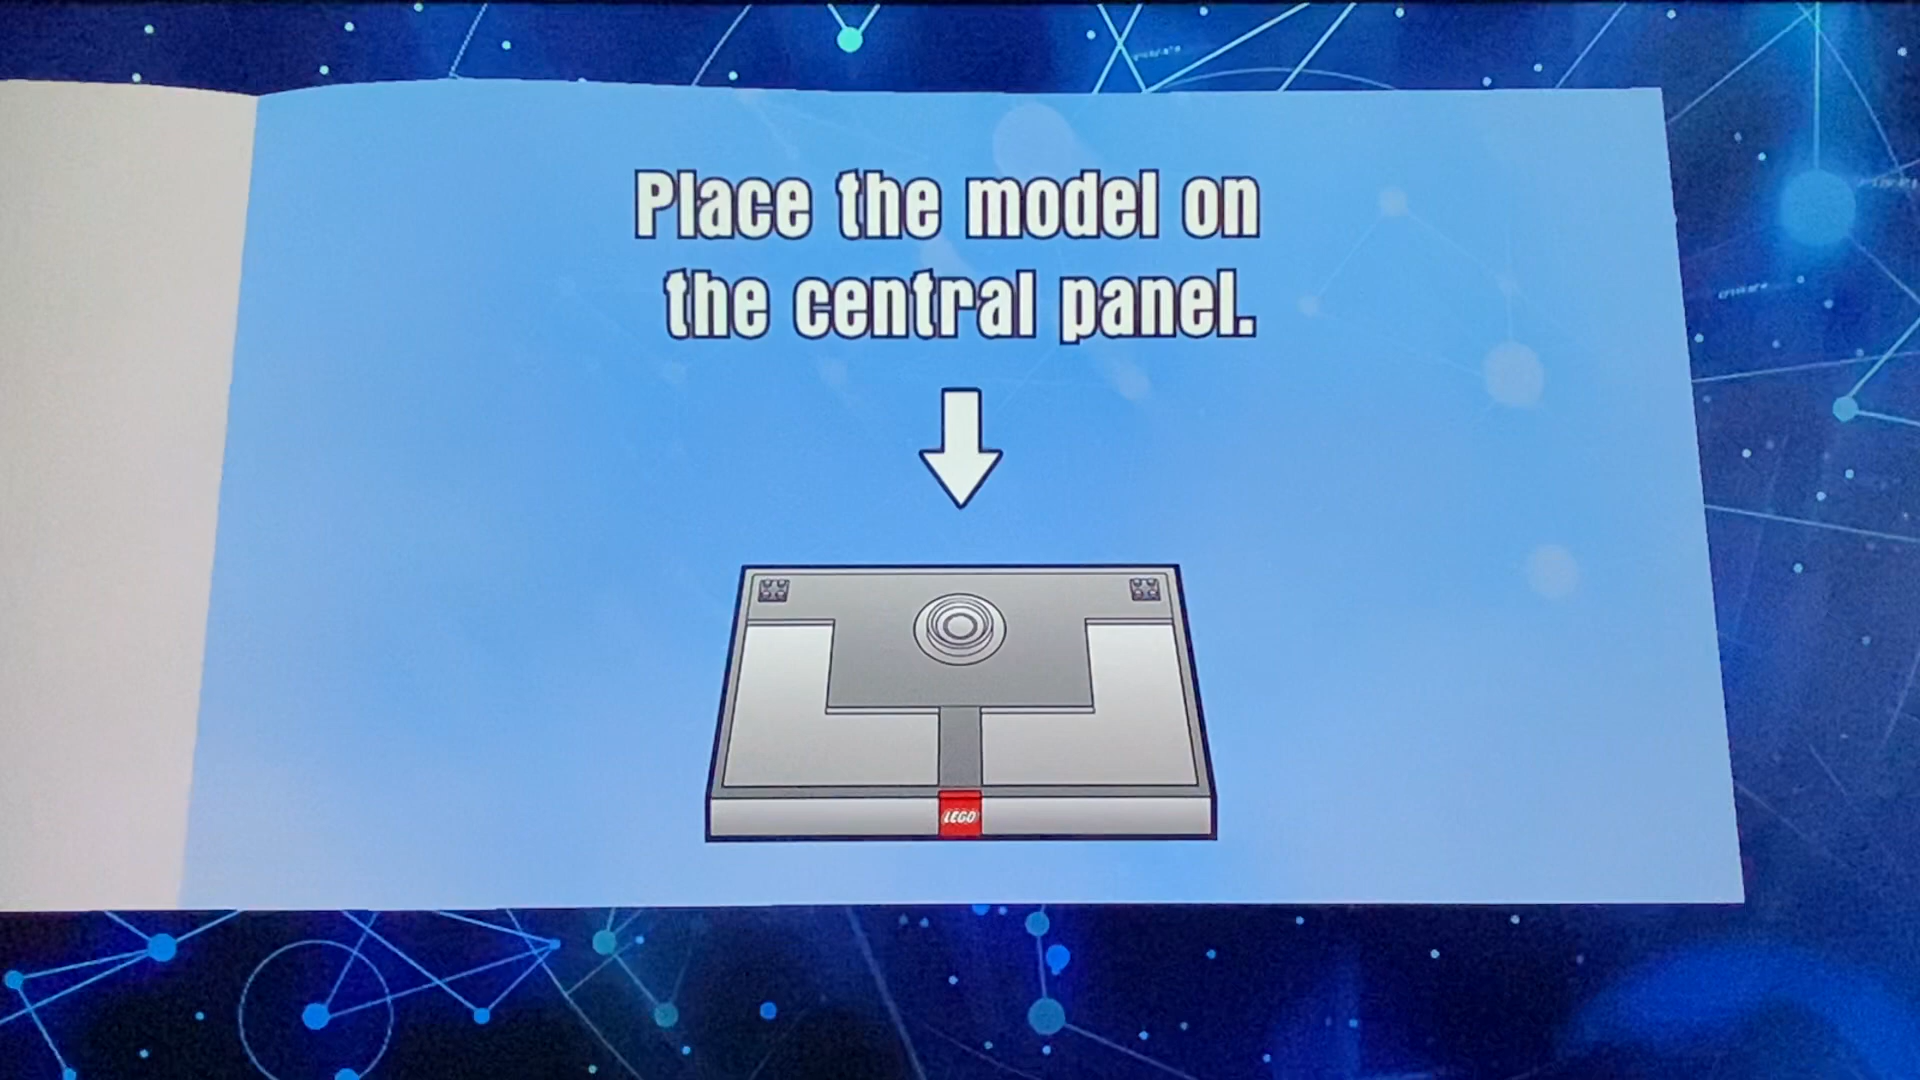 Place the model on
the central panel.
LEGO